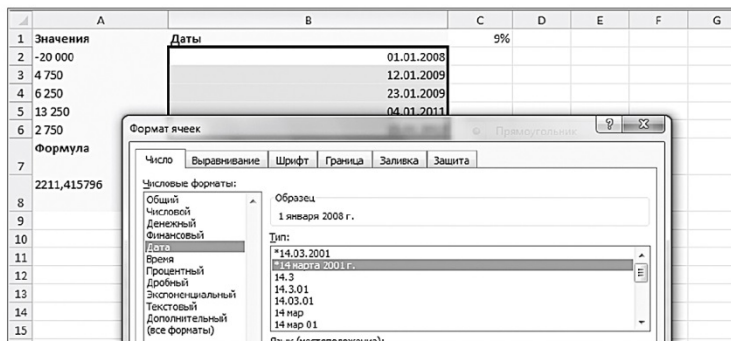 A B C D E F G
1 Значения Даты 9%
2 -20 000 01.01.2008
3 4 750 12.01.2009
4 6 250 23.01.2009
5 13 250 04.01.2011
6 2 750
Формат ячеек
Прямоугольник
7 Формула
8 2211,415796
9
10
11
12
13
14
15
Число Выравнивание Шрифт Граница Заливка Защита
Числовые форматы:
Общий
Числовой
Денежный
Финансовый
Дата
Время
Процентный
Дробный
Экспоненциальный
Текстовый
Дополнительный
(все форматы)
Образец
1 января 2008 г.
Тип:
*14.03.2001
*14 марта 2001 г.
14.3
14.3.01
14.03.01
14 мар
14 мар 01
Язык (местоположение):